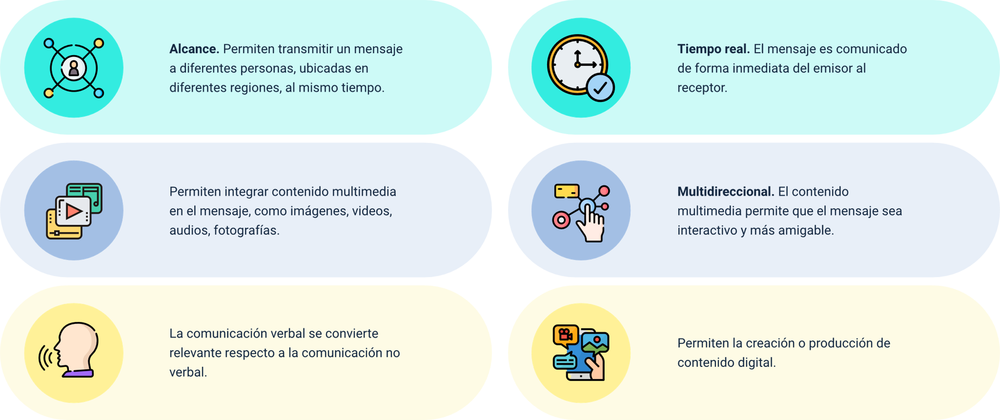 Alcance. Permiten transmitir un mensaje
a diferentes personas, ubicadas en
diferentes regiones, al mismo tiempo.
Tiempo real. El mensaje es comunicado
de forma inmediata del emisor al
receptor.
Permiten integrar contenido multimedia
en el mensaje, como imágenes, videos,
audios, fotografías.
Multidireccional. El contenido
multimedia permite que el mensaje sea
interactivo y más amigable.
La comunicación verbal se convierte
relevante respecto a la comunicación no
verbal.
Permiten la creación o producción de
contenido digital.